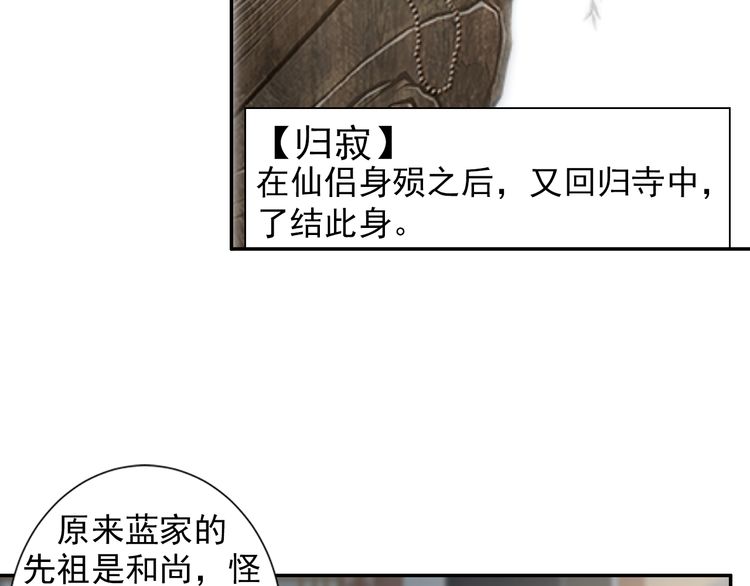 【归寂】
在仙侣身殒之后，又回归寺中，
了结此身。
原来蓝家的
先祖是和尚，怪